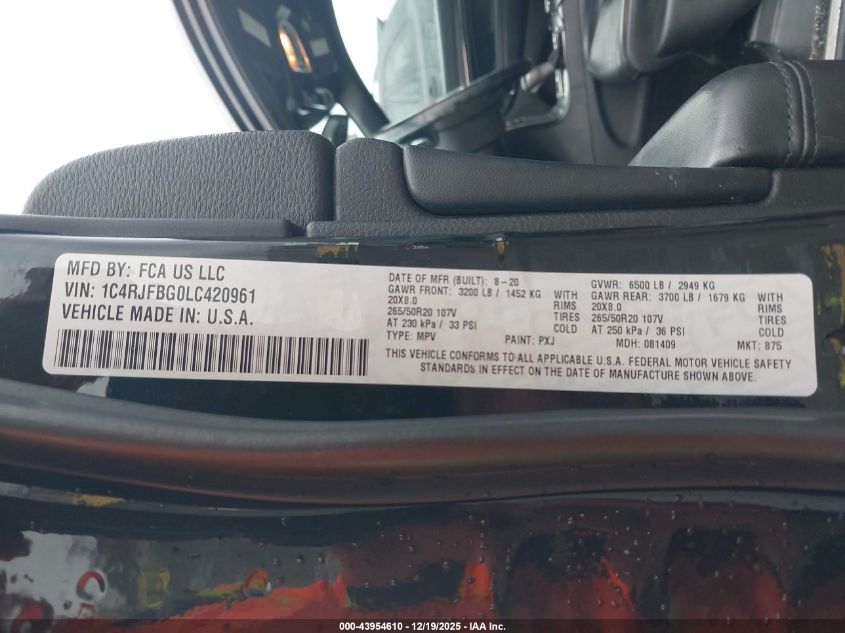 MFD BY: FCA US LLC
VIN: 1C4RJFBG0LC420961
VEHICLE MADE IN: U.S.A.
DATE OF MFR (BUILT): 8-20 GVWR: 6500 LB / 2949 KG
GAWR FRONT: 3200 LB / 1452 KG WITH GAWR REAR: 3700 LB / 1679 KG WITH
20X8.0 RIMS 20X8.0 RIMS
265/50R20 107V TIRES 265/50R20 107V TIRES
AT 230 kPa / 33 PSI COLD AT 250 kPa / 36 PSI COLD
TYPE: MPV PAINT: PXJ MDH: 081409 MKT: 875
THIS VEHICLE CONFORMS TO ALL APPLICABLE U.S.A. FEDERAL MOTOR VEHICLE SAFETY
STANDARDS IN EFFECT ON THE DATE OF MANUFACTURE SHOWN ABOVE.
000-43954610 - 12/19/2025 - IAA Inc.